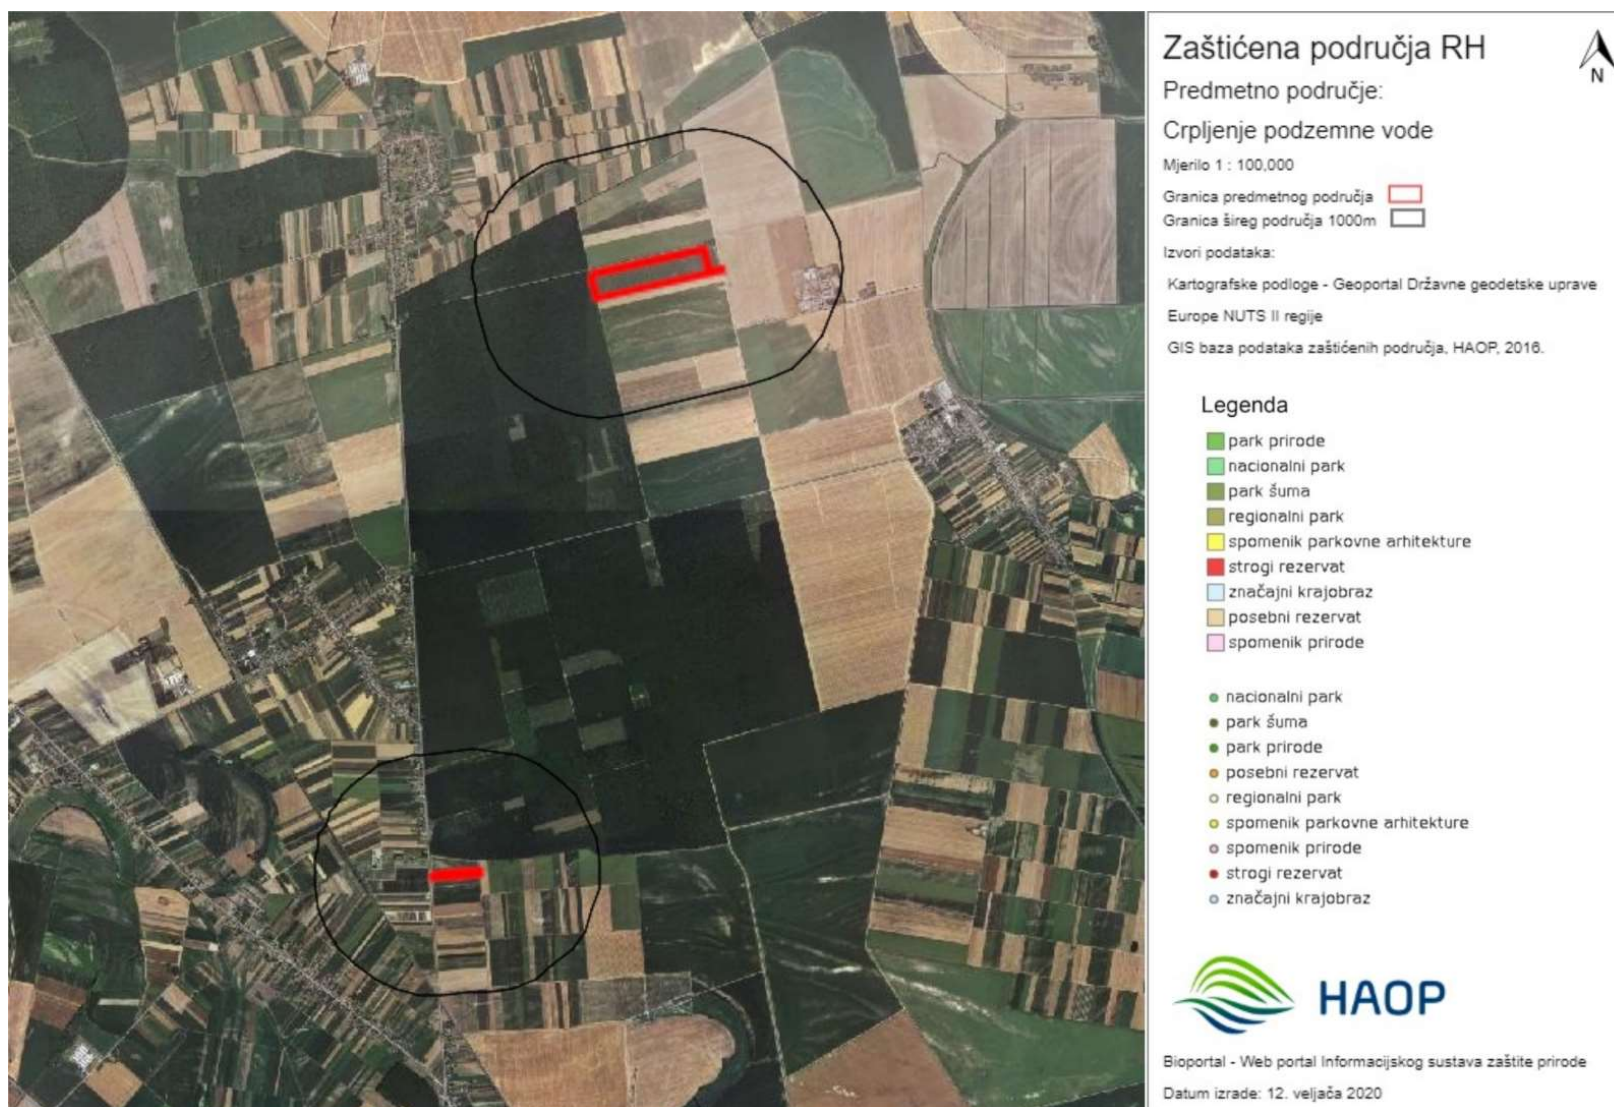 Zaštićena područja RH
N
Predmetno područje:
Crpljenje podzemne vode
Mjerilo 1 : 100,000
Granica predmetnog područja
Granica šireg područja 1000m
Izvori podataka:
Kartografske podloge - Geoportal Državne geodetske uprave
Europe NUTS II regije
GIS baza podataka zaštićenih područja, HAOP, 2016.
Legenda
park prirode
nacionalni park
park šuma
regionalni park
spomenik parkovne arhitekture
strogi rezervat
značajni krajobraz
posebni rezervat
spomenik prirode
nacionalni park
park šuma
park prirode
posebni rezervat
regionalni park
spomenik parkovne arhitekture
spomenik prirode
strogi rezervat
značajni krajobraz
HAOP
Bioportal - Web portal Informacijskog sustava zaštite prirode
Datum izrade: 12. veljača 2020